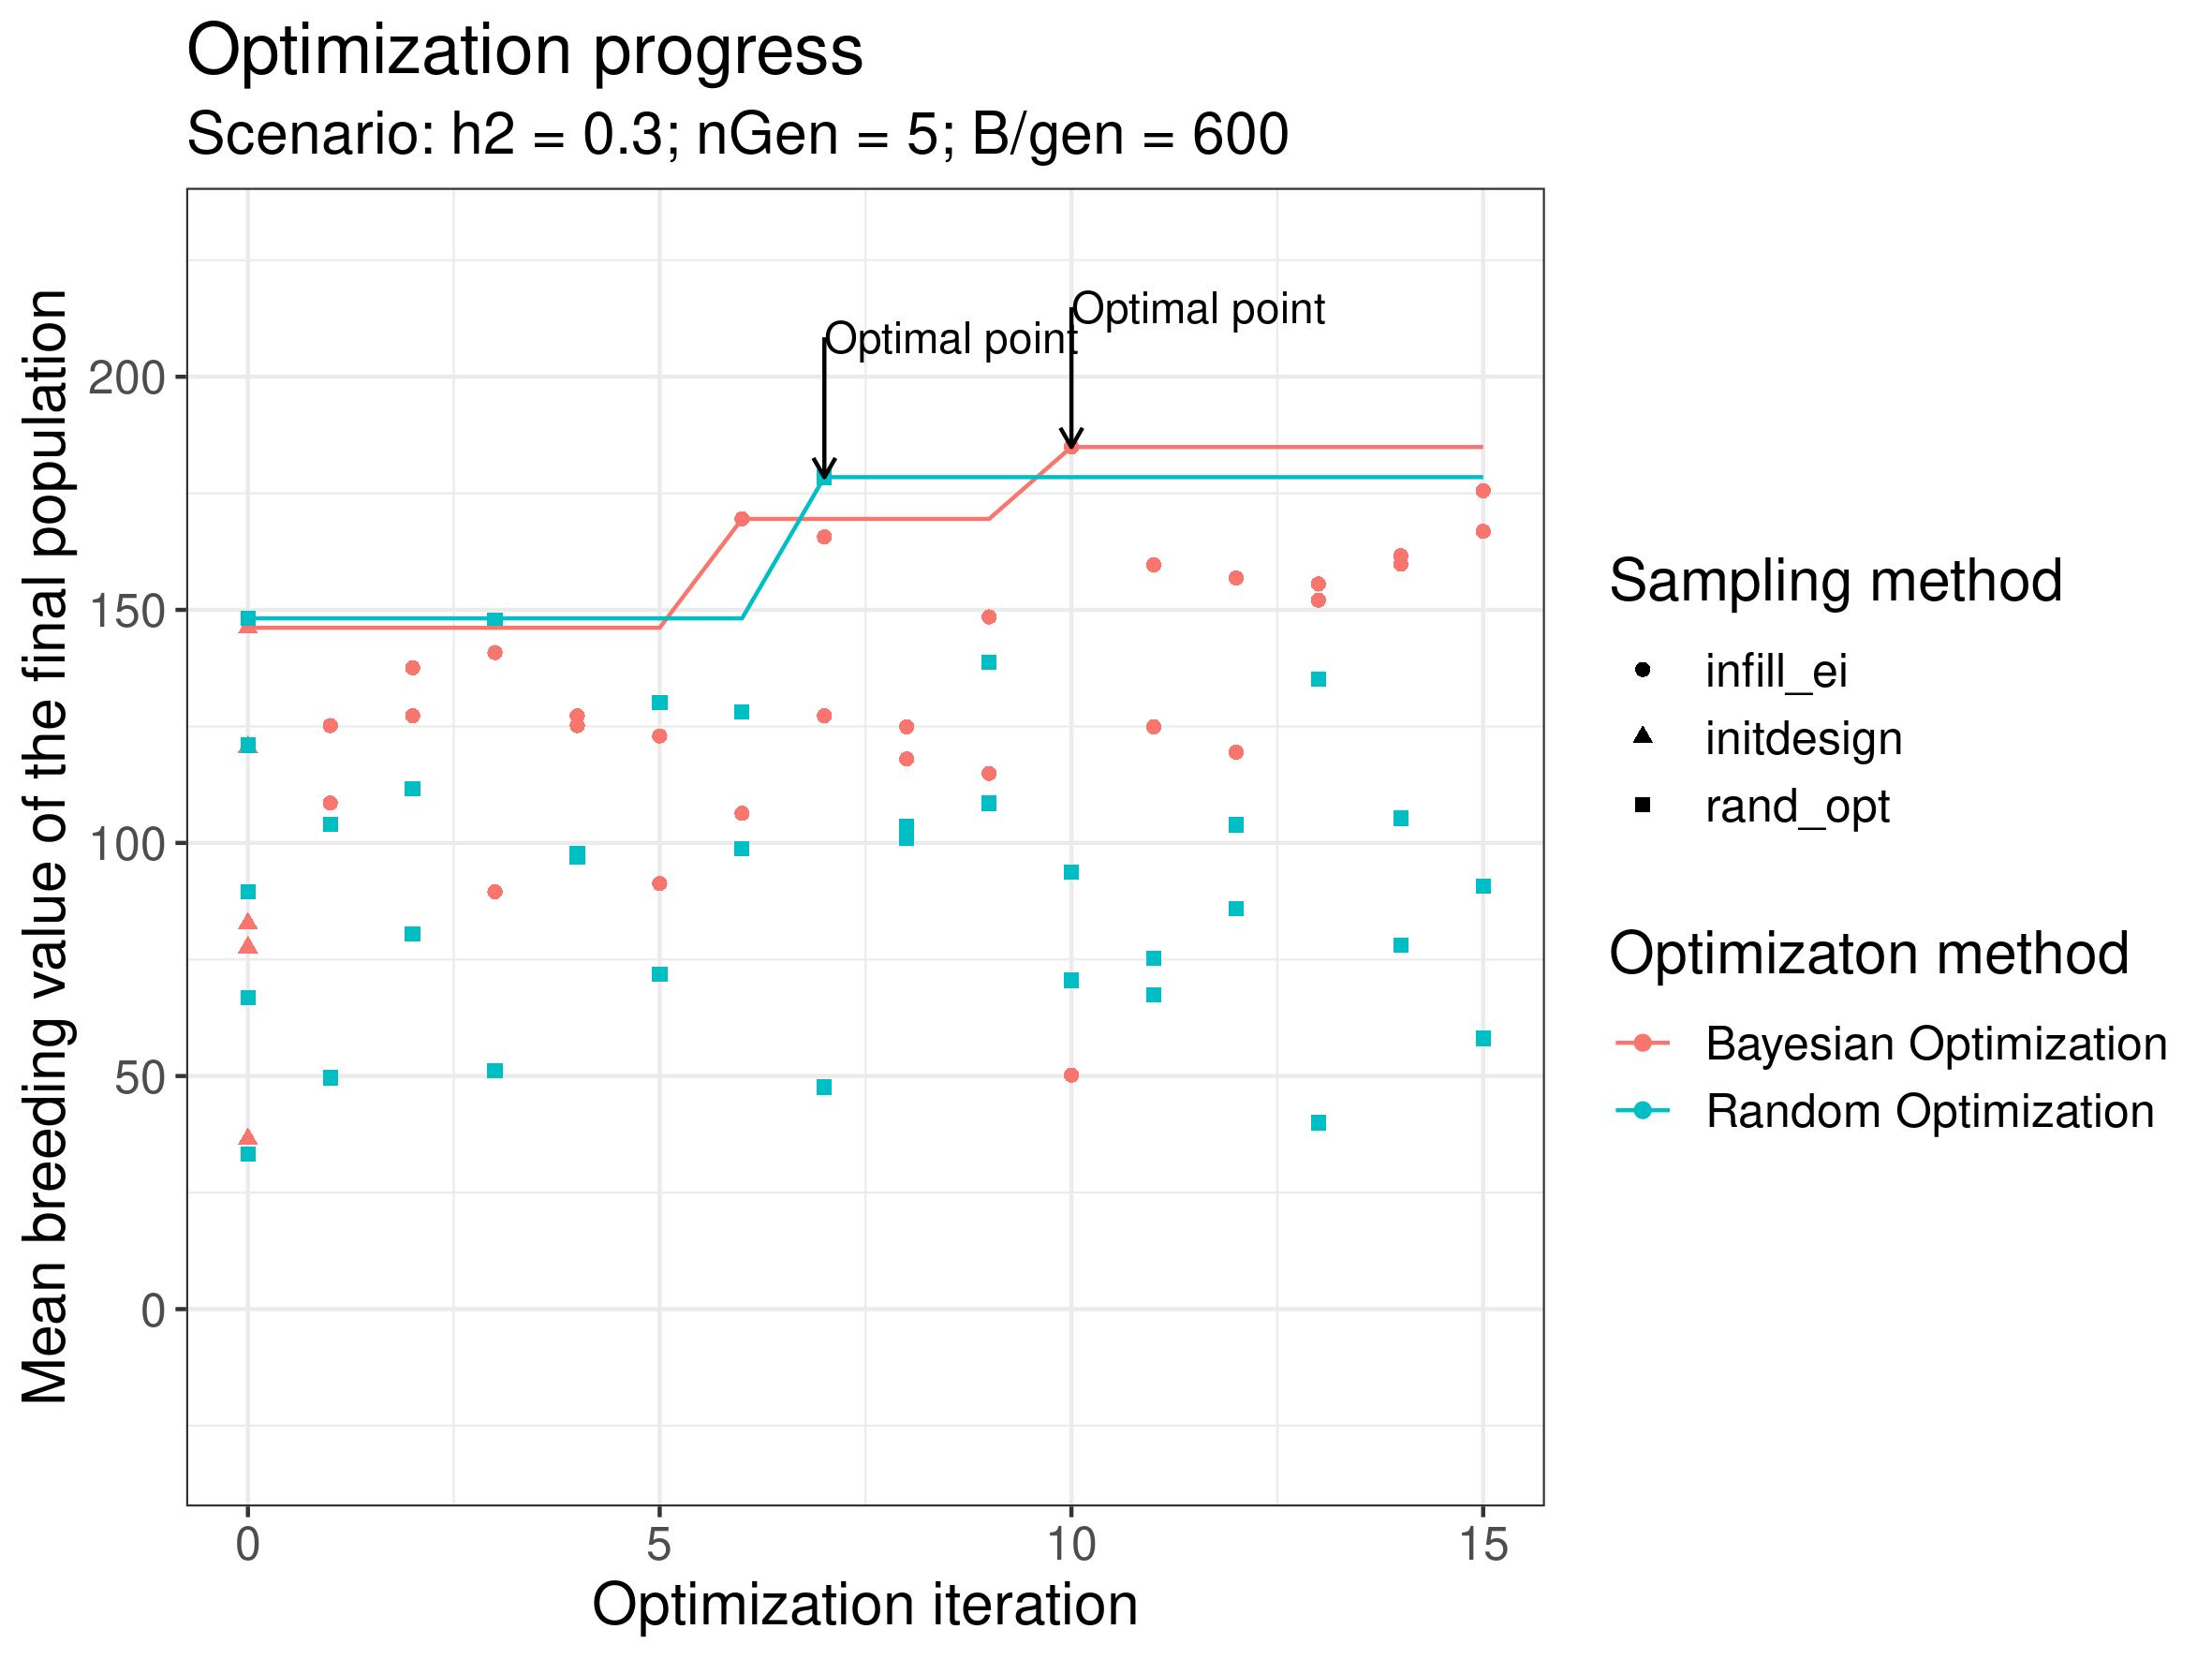 Optimization progress
Scenario: h2 = 0.3; nGen = 5; B/gen = 600
Mean breeding value of the final population
200
150
100
50
0
Optimal point
Optimal point
0
5
10
15
Optimization iteration
Sampling method
infill_ei
initdesign
rand_opt
Optimizaton method
Bayesian Optimization
Random Optimization